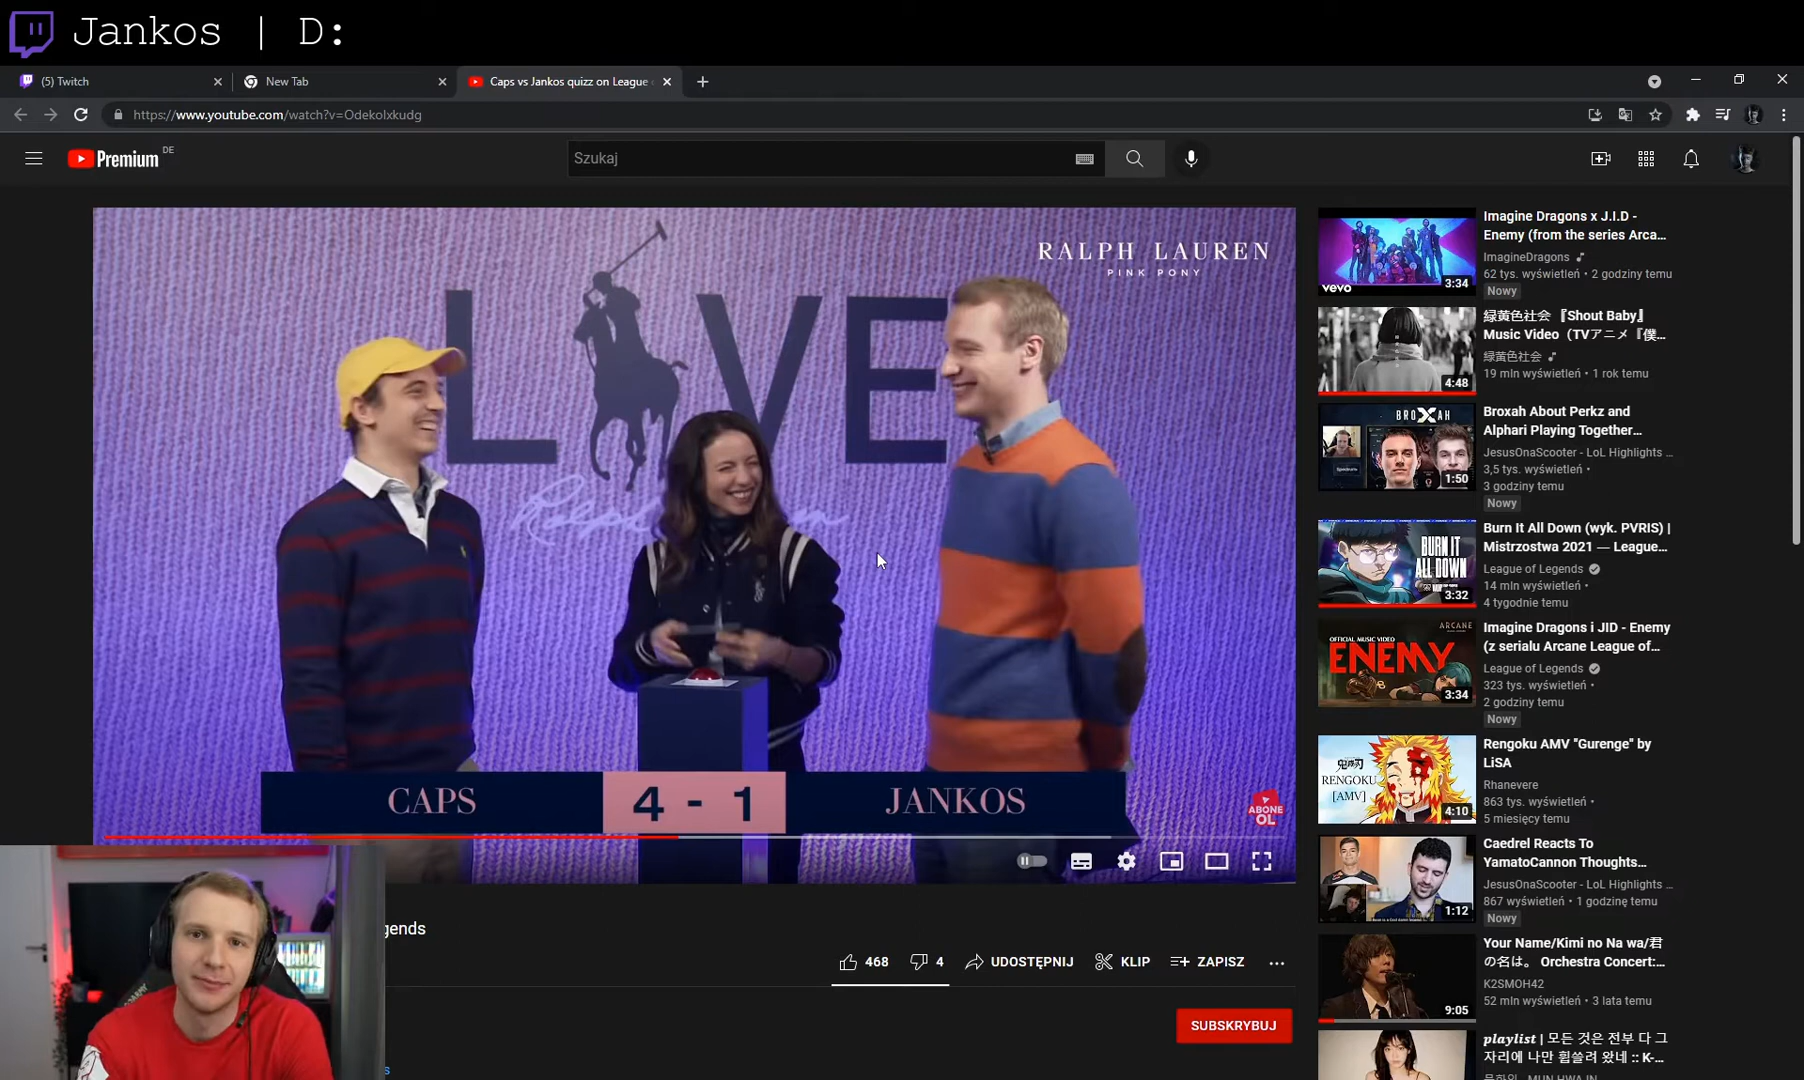 Jankos | D:
(5) Twitch
New Tab
Caps vs Jankos quizz on League
https://www.youtube.com/watch?v=Odekolxkudg
Premium DE
Szukaj
RALPH LAUREN
PINK PONY
L VE
CAPS
4 - 1
JANKOS
ABONE
OL
gends
468
4
UDOSTĘPNIJ
KLIP
ZAPISZ
SUBSKRYBUJ
Imagine Dragons x J.I.D -
Enemy (from the series Arca...
ImagineDragons
62 tys. wyświetleń • 2 godziny temu
Nowy
vevo
3:34
緑黄色社会 『Shout Baby』
Music Video（TVアニメ『僕...
緑黄色社会
19 mln wyświetleń • 1 rok temu
4:48
Broxah About Perkz and
Alphari Playing Together...
JesusOnaScooter - LoL Highlights ...
3,5 tys. wyświetleń •
3 godziny temu
Nowy
BROXAH
1:50
Burn It All Down (wyk. PVRIS) |
Mistrzostwa 2021 — League...
League of Legends
14 mln wyświetleń •
4 tygodnie temu
BURN IT
ALL DOWN
3:32
Imagine Dragons i JID - Enemy
(z serialu Arcane League of...
League of Legends
323 tys. wyświetleń •
2 godziny temu
Nowy
ARCANE
OFFICIAL MUSIC VIDEO
ENEMY
3:34
Rengoku AMV "Gurenge" by
LiSA
Rhanevere
863 tys. wyświetleń •
5 miesięcy temu
RENGOKU
[AMV]
4:10
Caedrel Reacts To
YamatoCannon Thoughts...
JesusOnaScooter - LoL Highlights ...
867 wyświetleń • 1 godzinę temu
Nowy
1:12
Your Name/Kimi no Na wa/君
の名は。 Orchestra Concert:...
K2SMOH42
52 mln wyświetleń • 3 lata temu
9:05
playlist | 모든 것은 전부 다 그
자리에 나만 휩쓸려 왔네 :: K-...